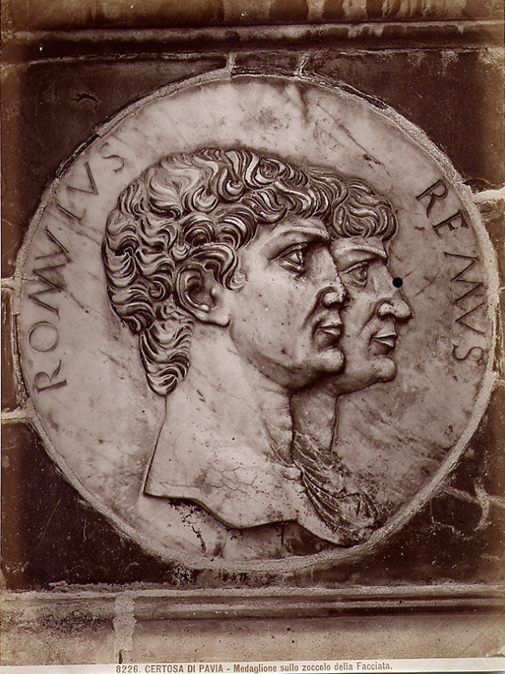 ROMVLVS
REMVS
8226. CERTOSA DI PAVIA - Medaglione sullo zoccolo della Facciata.